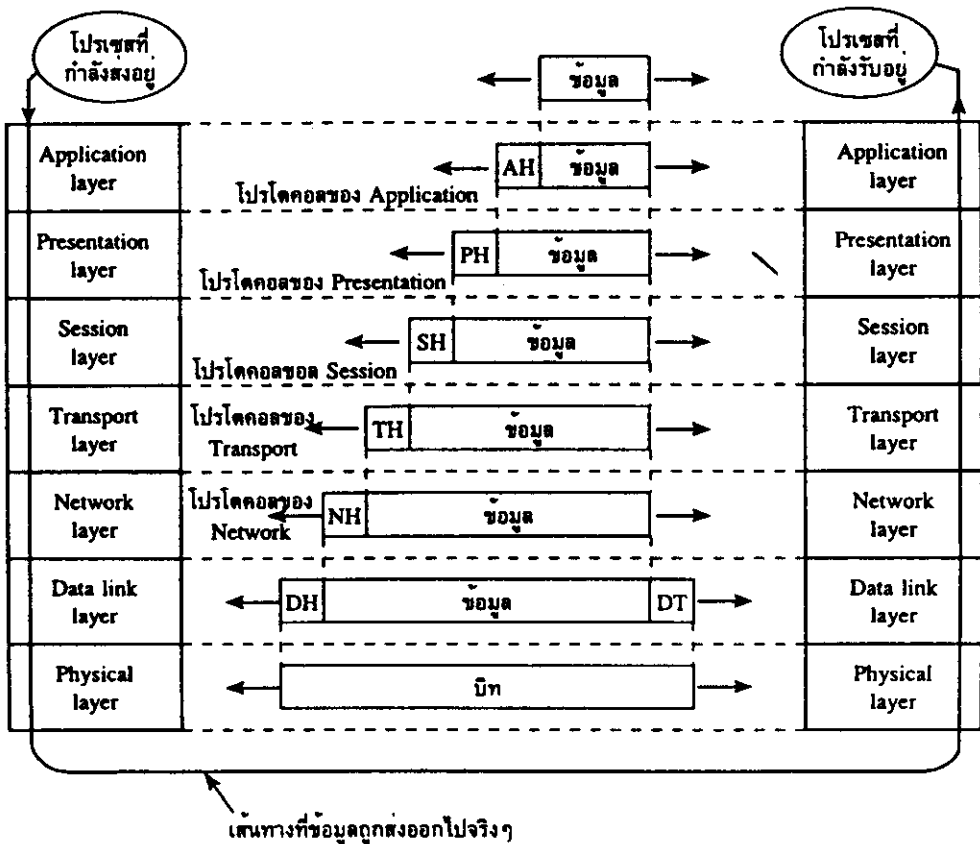 โปรเซสที่
กำลังส่งอยู่
โปรเซสที่
กำลังรับอยู่
ข้อมูล
Application
layer
AH
ข้อมูล
Application
layer
โปรโตคอลของ Application
Presentation
layer
PH
ข้อมูล
Presentation
layer
โปรโตคอลของ Presentation
Session
layer
SH
ข้อมูล
Session
layer
โปรโตคอลขอล Session
Transport
layer
โปรโตคอลของ
Transport
TH
ข้อมูล
Transport
layer
Network
layer
โปรโตคอลของ
Network
NH
ข้อมูล
Network
layer
Data link
layer
DH
ข้อมูล
DT
Data link
layer
Physical
layer
บิท
Physical
layer
เส้นทางที่ข้อมูลถูกส่งออกไปจริงๆ